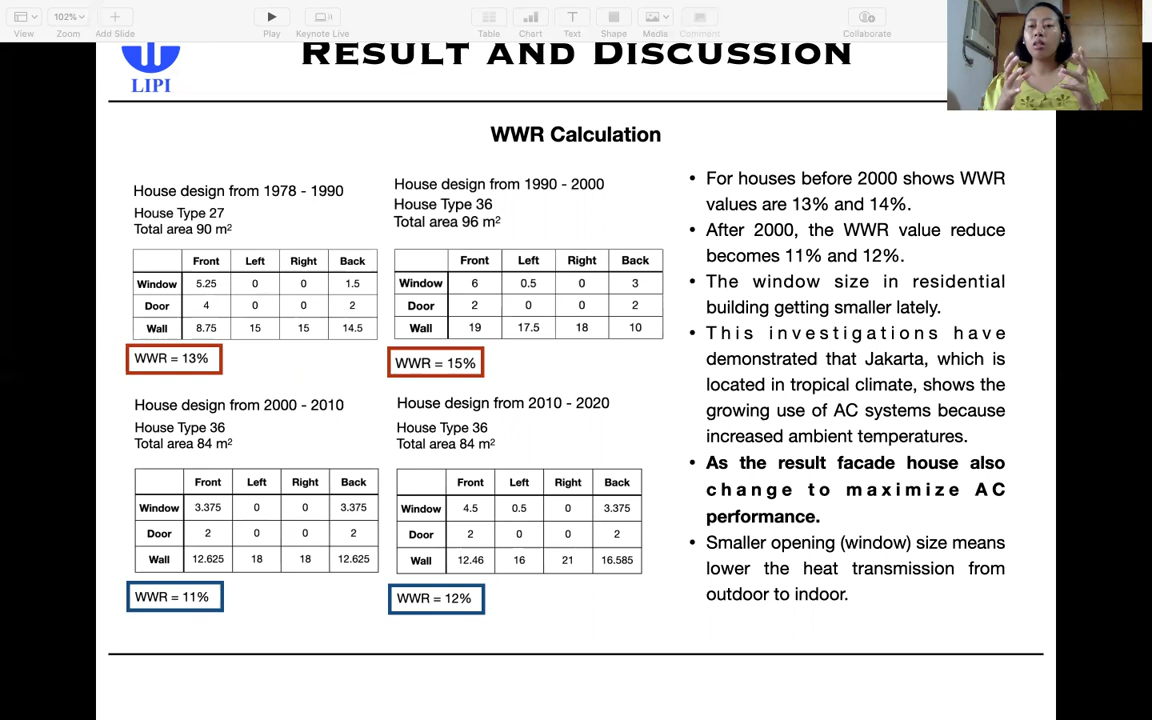 102%
View
Zoom
Add Slide
Play
Keynote Live
Table
Chart
Text
Shape
Media
Comment
Collaborate
RESULT AND DISCUSSION
LIPI
WWR Calculation
House design from 1978 - 1990
House Type 27
Total area 90 m²
Front Left Right Back
Window 5.25 0 0 1.5
Door 4 0 0 2
Wall 8.75 15 15 14.5
WWR = 13%
House design from 1990 - 2000
House Type 36
Total area 96 m²
Front Left Right Back
Window 6 0.5 0 3
Door 2 0 0 2
Wall 19 17.5 18 10
WWR = 15%
House design from 2000 - 2010
House Type 36
Total area 84 m²
Front Left Right Back
Window 3.375 0 0 3.375
Door 2 0 0 2
Wall 12.625 18 18 12.625
WWR = 11%
House design from 2010 - 2020
House Type 36
Total area 84 m²
Front Left Right Back
Window 4.5 0.5 0 3.375
Door 2 0 0 2
Wall 12.46 16 21 16.585
WWR = 12%
• For houses before 2000 shows WWR
values are 13% and 14%.
• After 2000, the WWR value reduce
becomes 11% and 12%.
• The window size in residential
building getting smaller lately.
• This investigations have
demonstrated that Jakarta, which is
located in tropical climate, shows the
growing use of AC systems because
increased ambient temperatures.
• As the result facade house also
change to maximize AC
performance.
• Smaller opening (window) size means
lower the heat transmission from
outdoor to indoor.